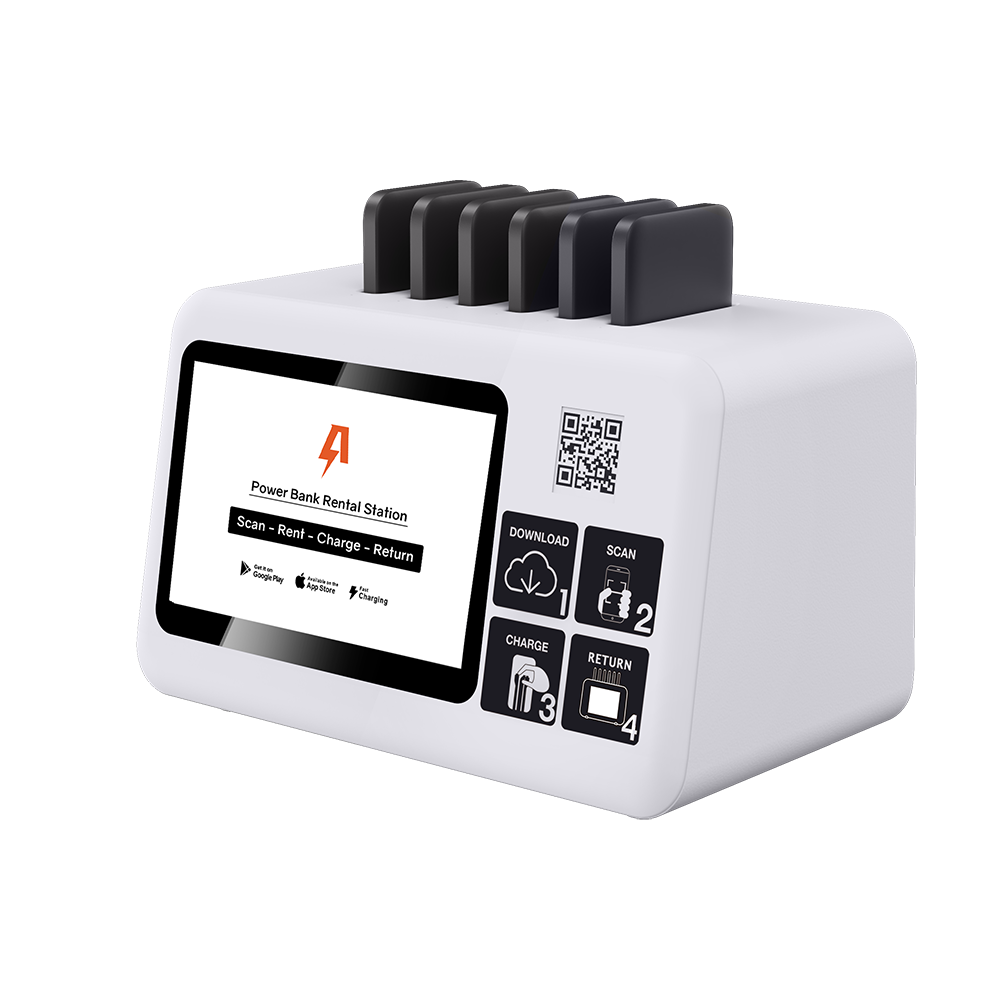 Power Bank Rental Station
Scan - Rent - Charge - Return
Get it on
Google Play
Available on the
App Store
Fast
Charging
DOWNLOAD
1
SCAN
2
CHARGE
3
RETURN
4